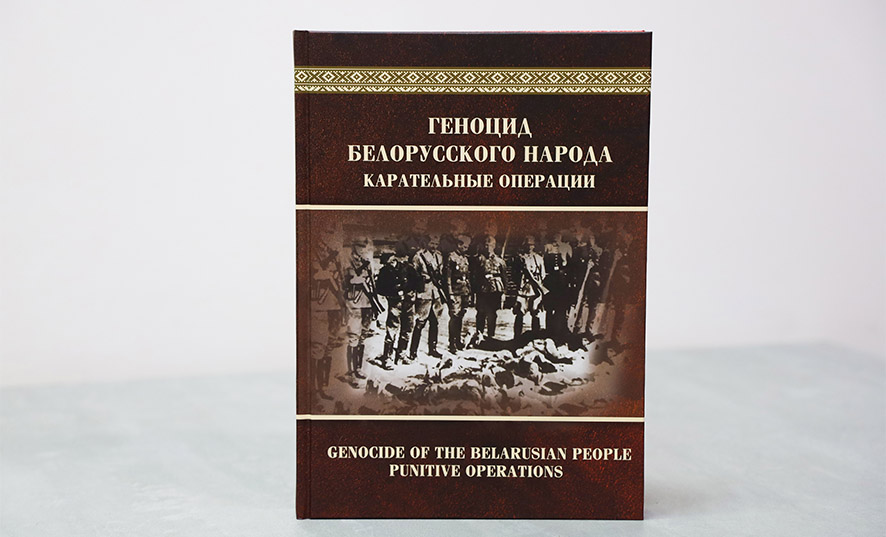 ГЕНОЦИД
БЕЛОРУССКОГО НАРОДА
КАРАТЕЛЬНЫЕ ОПЕРАЦИИ
GENOCIDE OF THE BELARUSIAN PEOPLE
PUNITIVE OPERATIONS